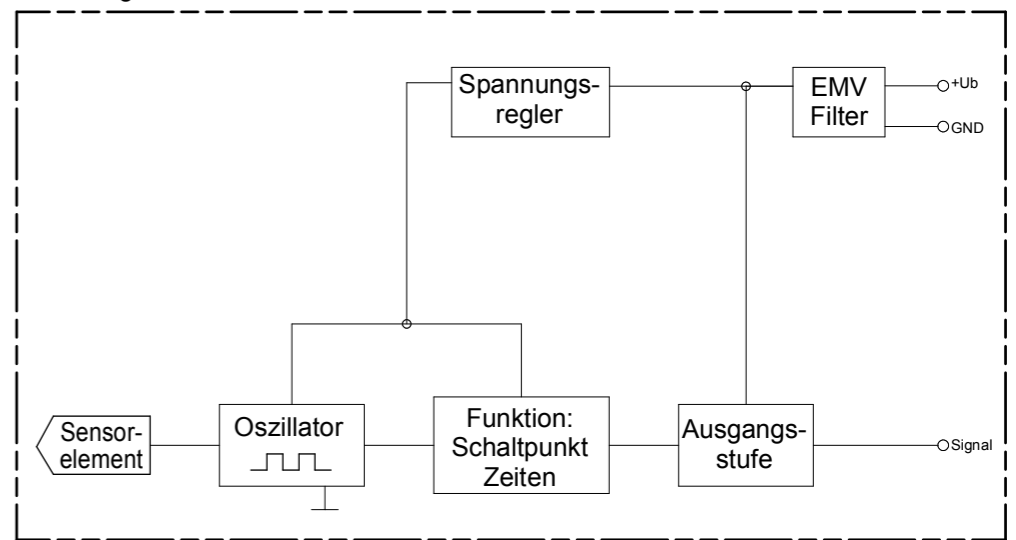 Spannungs-
regler
EMV
Filter
+Ub
GND
Sensor-
element
Oszillator
Funktion:
Schaltpunkt
Zeiten
Ausgangs-
stufe
Signal